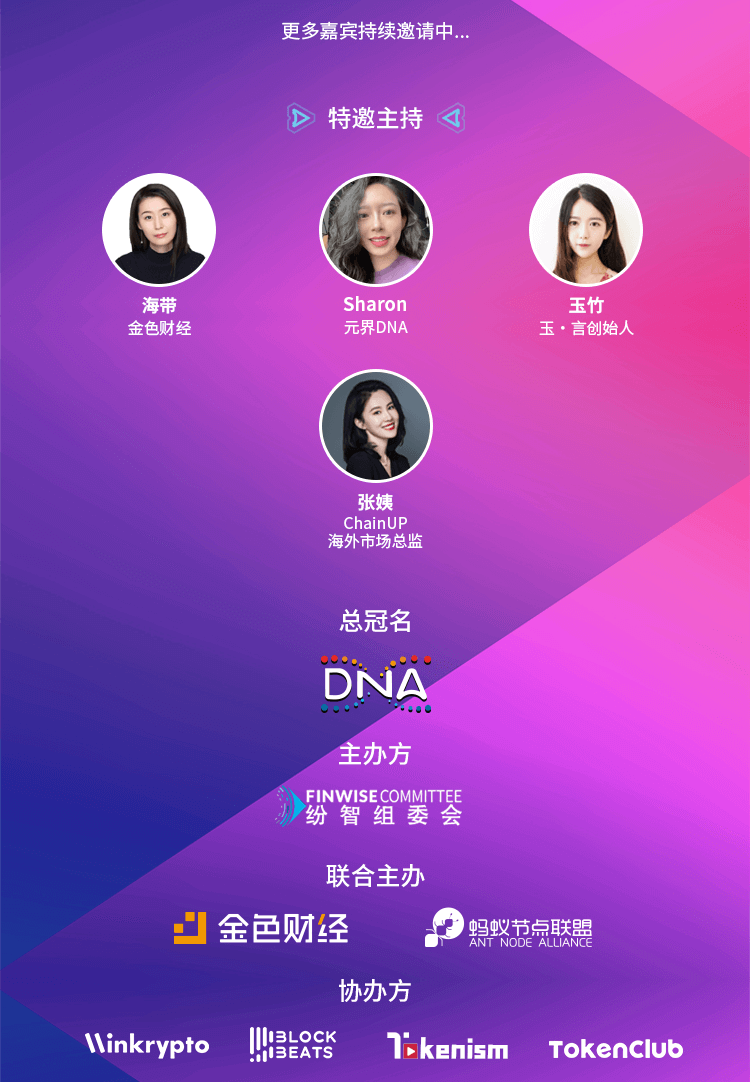 更多嘉宾持续邀请中...
特邀主持
海带
金色财经
Sharon
元界DNA
玉竹
玉·言创始人
张姨
ChainUP
海外市场总监
总冠名
DNA
主办方
FINWISE COMMITTEE
纷智组委会
联合主办
金色财经
蚂蚁节点联盟
ANT NODE ALLIANCE
协办方
Winkrypto
BLOCK
BEATS
Tokenism
TokenClub